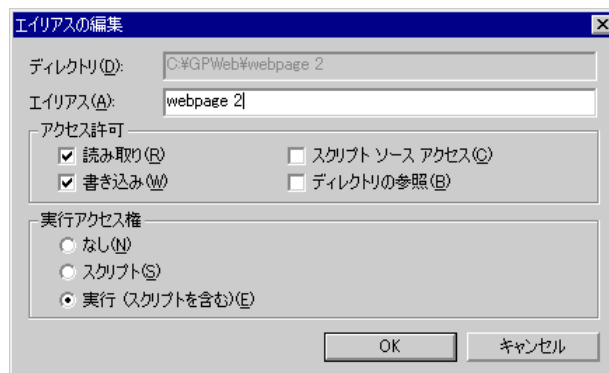 エイリアスの編集
ディレクトリ(D): C:¥GPWeb¥webpage 2
エイリアス(A): webpage 2
アクセス許可
読み取り(R) スクリプト ソース アクセス(C)
書き込み(W) ディレクトリの参照(B)
実行アクセス権
なし(N)
スクリプト(S)
実行 (スクリプトを含む)(E)
OK キャンセル